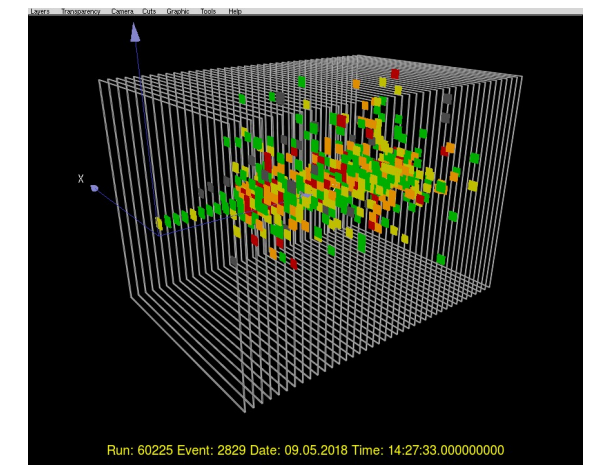 Layers Transparency Camera Cuts Graphic Tools Help
X
Run: 60225 Event: 2829 Date: 09.05.2018 Time: 14:27:33.000000000